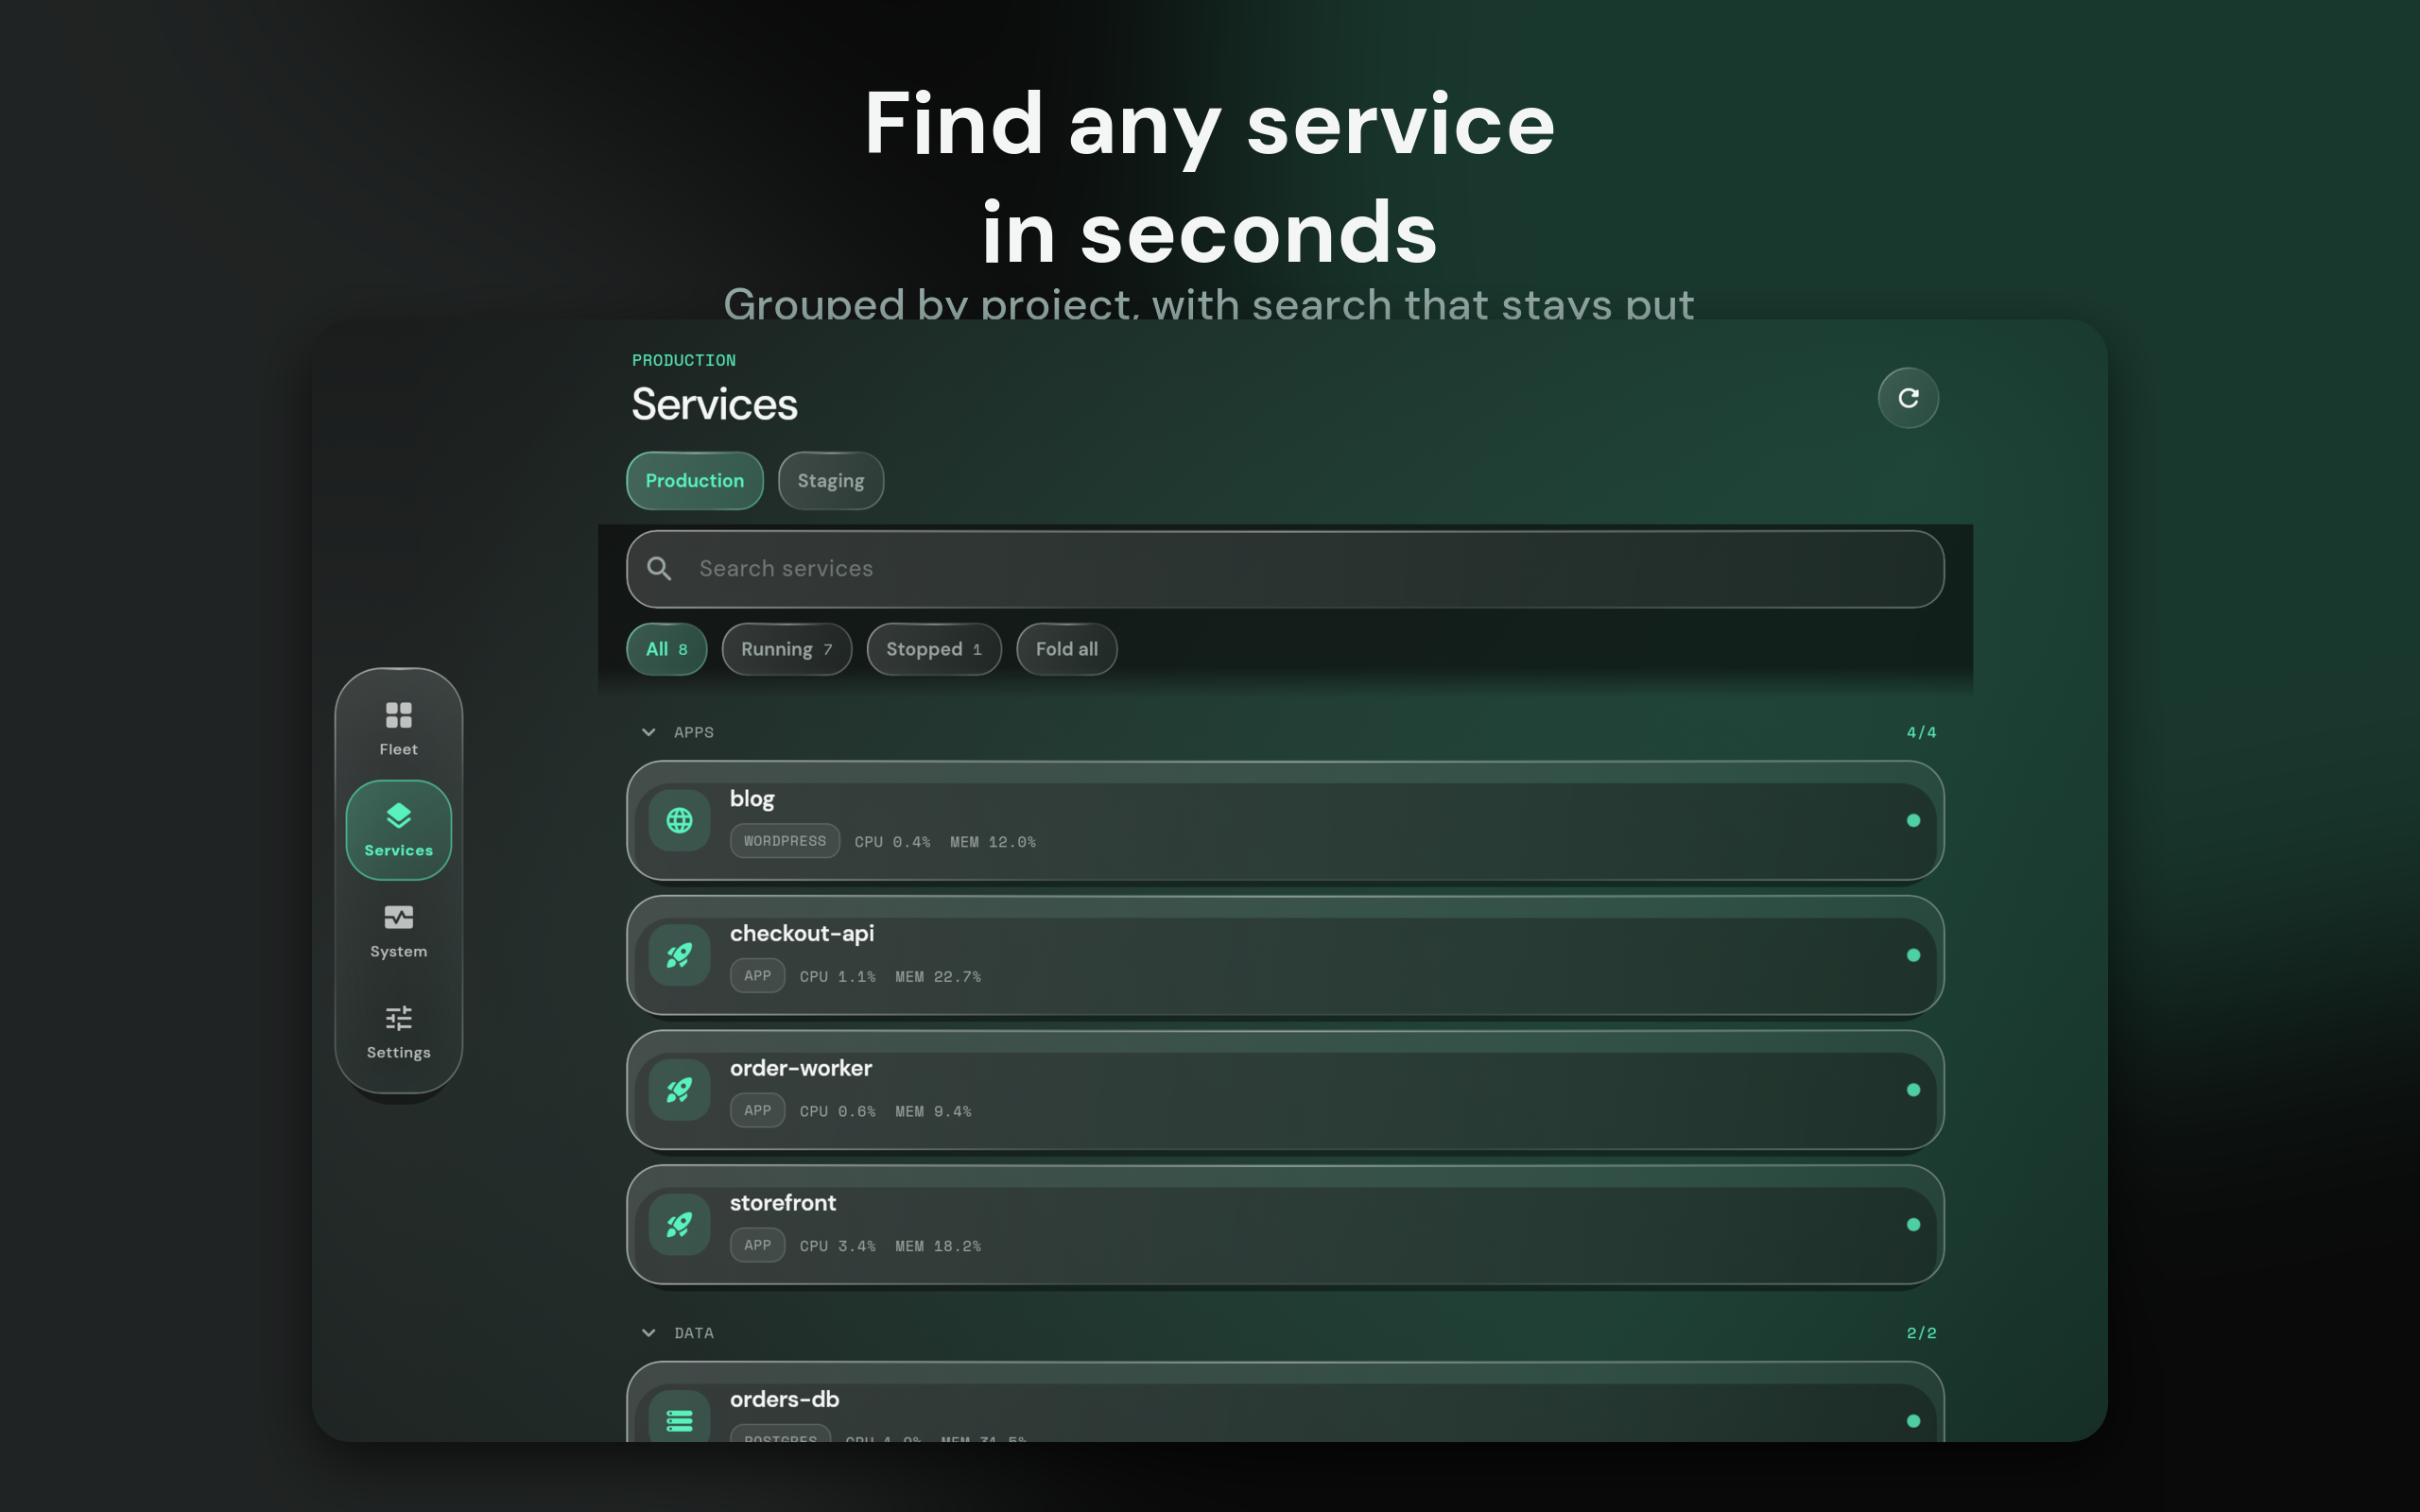 Find any service
in seconds
Grouped by project, with search that stays put
PRODUCTION
Services
Production
Staging
Search services
All 8
Running 7
Stopped 1
Fold all
Fleet
Services
System
Settings
APPS
4/4
blog
WORDPRESS CPU 0.4% MEM 12.0%
checkout-api
APP CPU 1.1% MEM 22.7%
order-worker
APP CPU 0.6% MEM 9.4%
storefront
APP CPU 3.4% MEM 18.2%
DATA
2/2
orders-db
POSTGRES CPU MEM